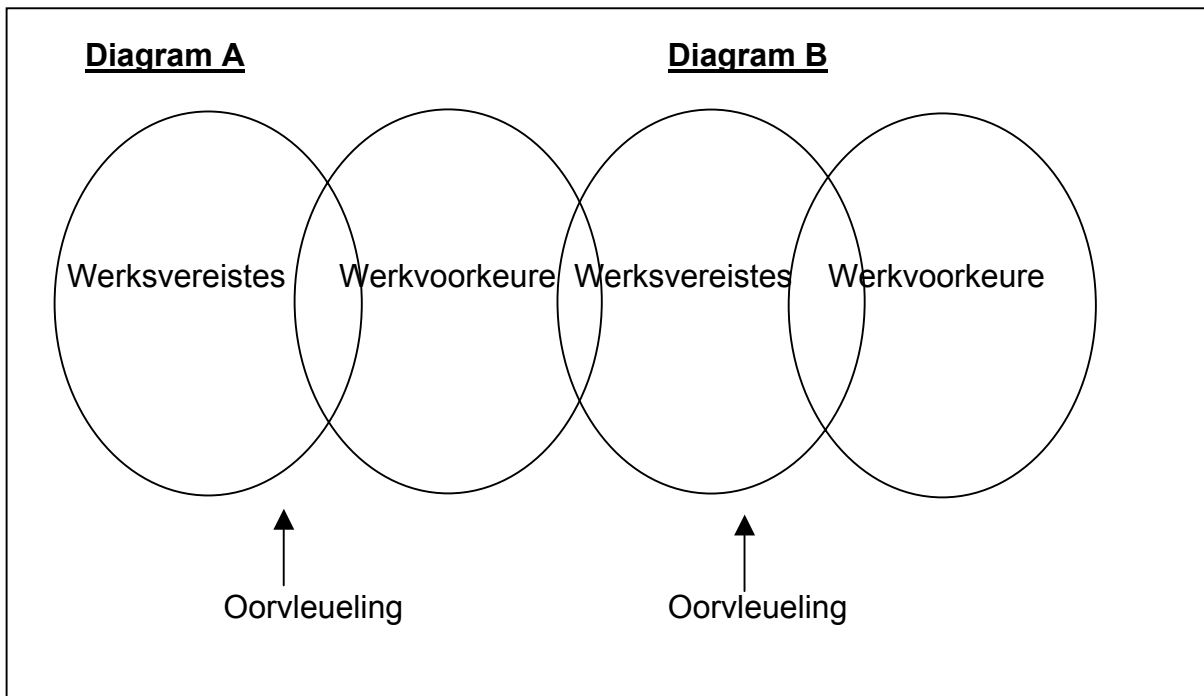 Diagram A Diagram B
Werksvereistes Werkvoorkeure Werksvereistes Werkvoorkeure
Oorvleueling Oorvleueling